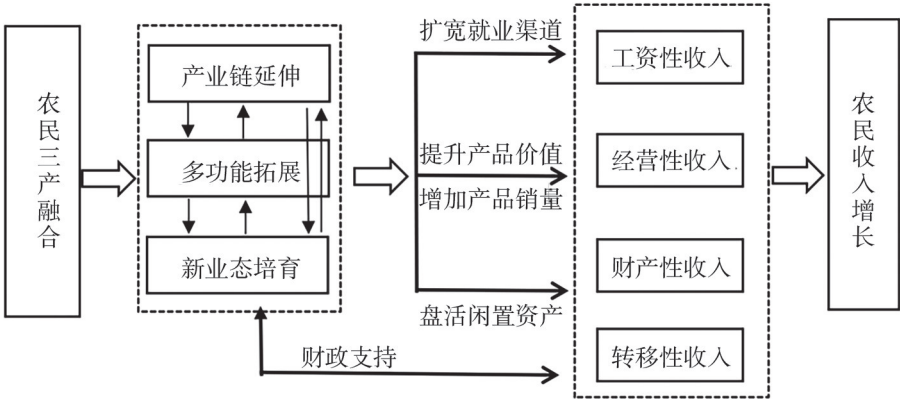 农民三产融合
产业链延伸
多功能拓展
新业态培育
扩宽就业渠道
提升产品价值
增加产品销量
盘活闲置资产
财政支持
工资性收入
经营性收入
财产性收入
转移性收入
农民收入增长